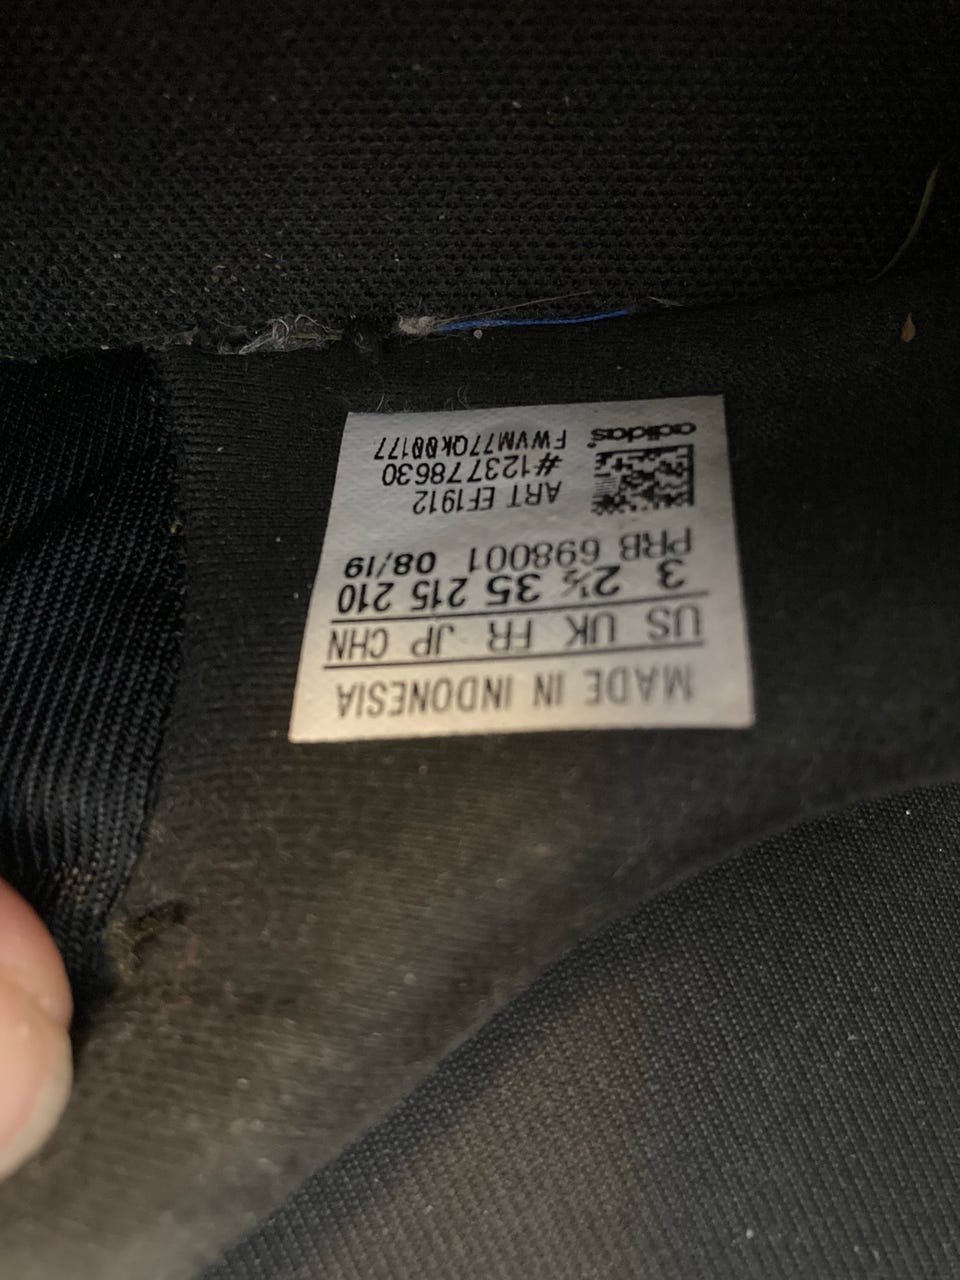 MADE IN INDONESIA
US UK FR JP CHN
3 2½ 35 215 210
PRB 698001 08/19
ART EF1912
#123778630
FWVM77QK00177
adidas